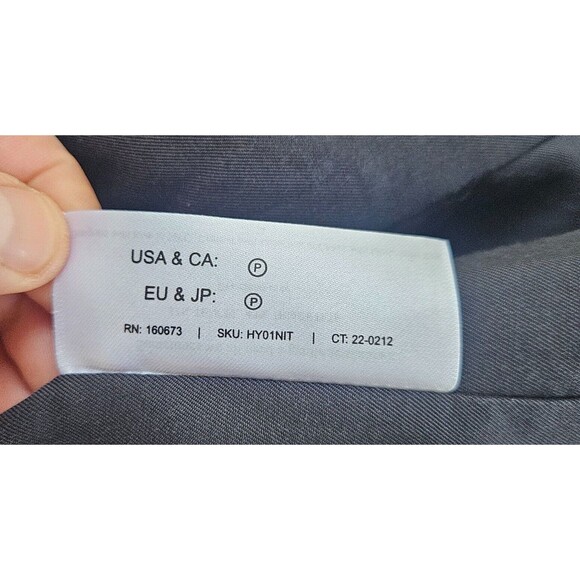 USA & CA: Ⓟ
EU & JP: Ⓟ
RN: 160673 | SKU: HY01NIT | CT: 22-0212